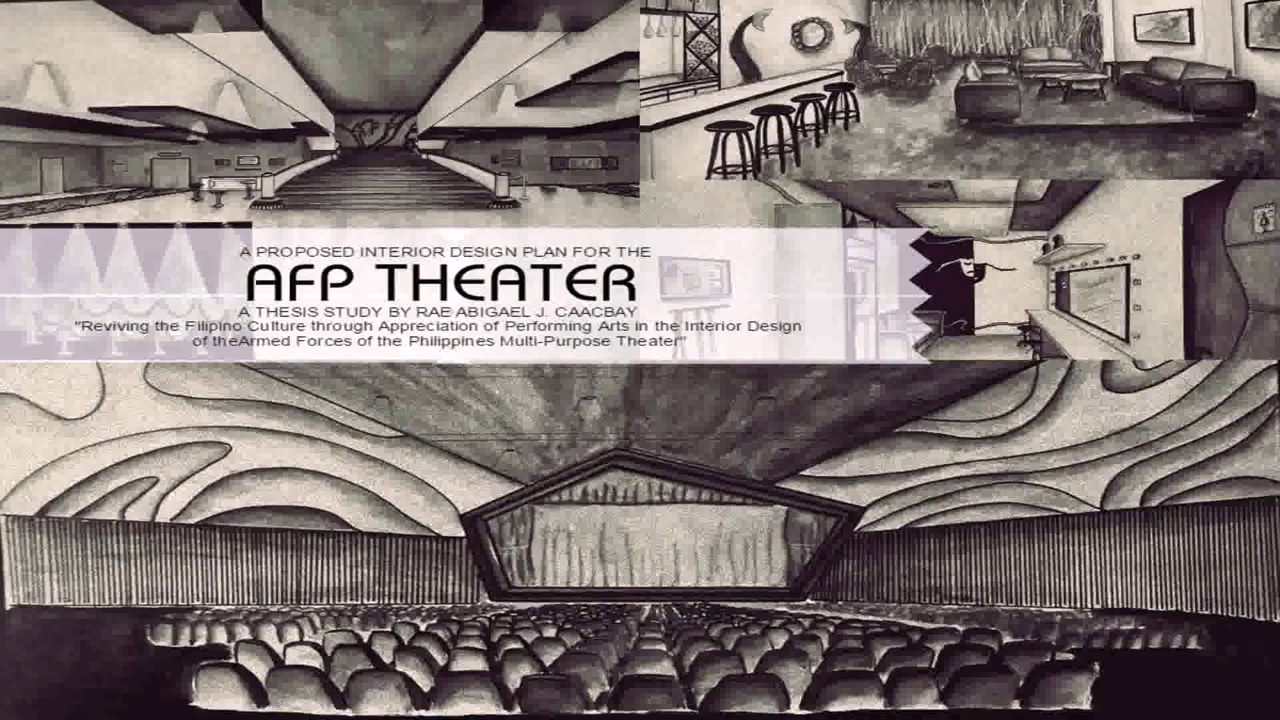 A PROPOSED INTERIOR DESIGN PLAN FOR THE
AFP THEATER
A THESIS STUDY BY RAE ABIGAEL J. CAACBAY
"Reviving the Filipino Culture through Appreciation of Performing Arts in the Interior Design
of theArmed Forces of the Philippines Multi-Purpose Theater"